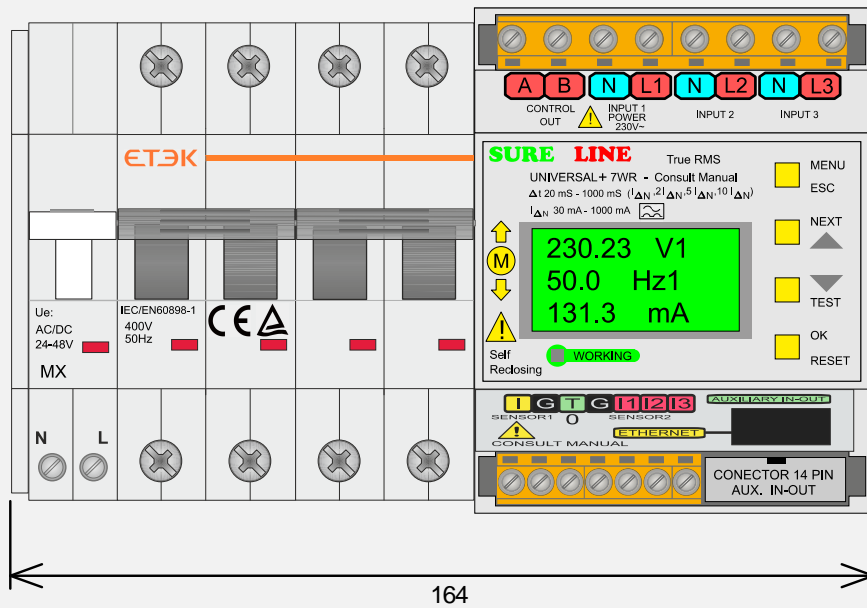 A B N L1 N L2 N L3
CONTROL OUT
INPUT 1 POWER 230V~
INPUT 2
INPUT 3
ETEK
SURE LINE
True RMS
UNIVERSAL+ 7WR - Consult Manual
Δt 20 mS - 1000 mS (IΔN ,2IΔN,5IΔN,10IΔN)
IΔN 30 mA - 1000 mA
MENU
ESC
NEXT
TEST
OK
RESET
M
230.23 V1
50.0 Hz1
131.3 mA
Self
Reclosing
WORKING
Ue:
AC/DC
24-48V
MX
IEC/EN60898-1
400V
50Hz
CE
N L
I G T G I1 I2 I3
SENSOR1 O SENSOR2
AUXILIARY IN-OUT
ETHERNET
CONSULT MANUAL
CONECTOR 14 PIN
AUX. IN-OUT
164